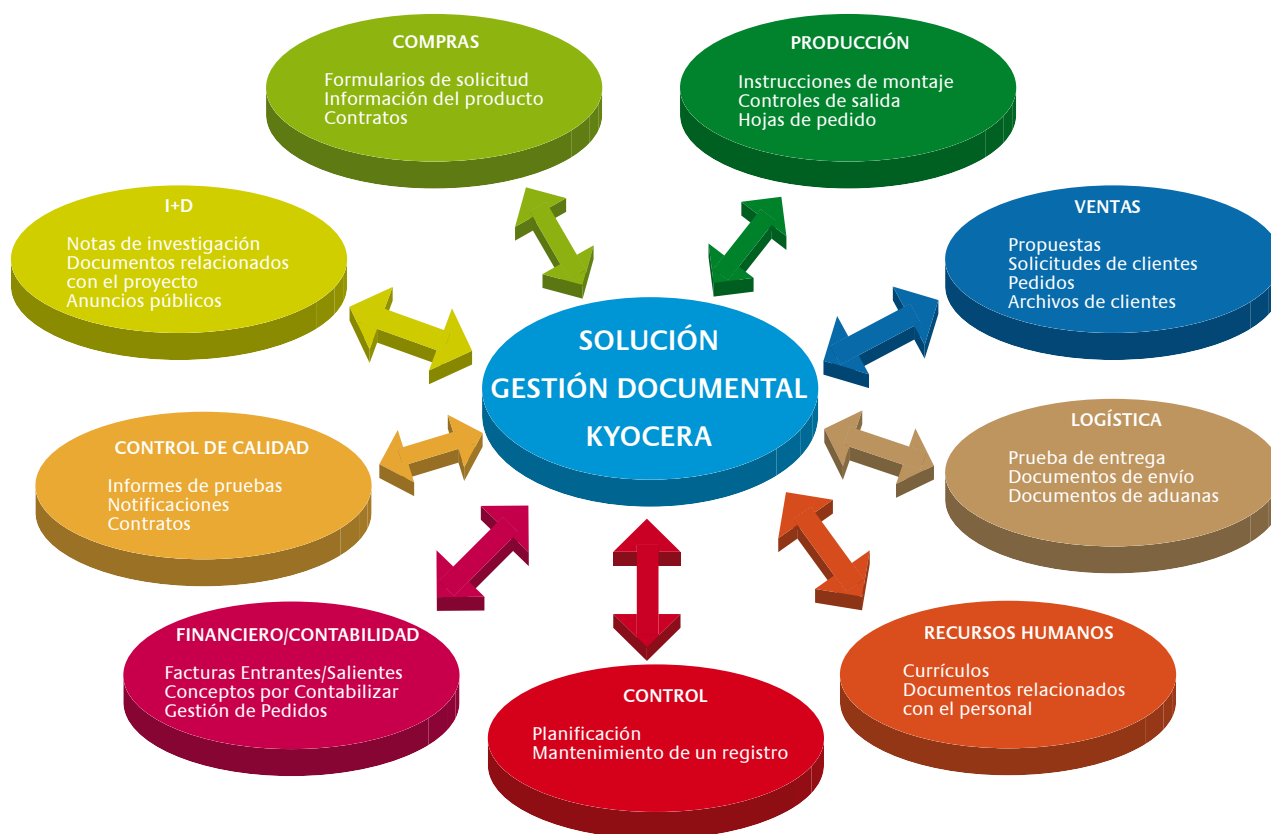 COMPRAS
Formularios de solicitud
Información del producto
Contratos
PRODUCCIÓN
Instrucciones de montaje
Controles de salida
Hojas de pedido
I+D
Notas de investigación
Documentos relacionados
con el proyecto
Anuncios públicos
VENTAS
Propuestas
Solicitudes de clientes
Pedidos
Archivos de clientes
SOLUCIÓN
GESTIÓN DOCUMENTAL
KYOCERA
CONTROL DE CALIDAD
Informes de pruebas
Notificaciones
Contratos
LOGÍSTICA
Prueba de entrega
Documentos de envío
Documentos de aduanas
FINANCIERO/CONTABILIDAD
Facturas Entrantes/Salientes
Conceptos por Contabilizar
Gestión de Pedidos
CONTROL
Planificación
Mantenimiento de un registro
RECURSOS HUMANOS
Currículos
Documentos relacionados
con el personal